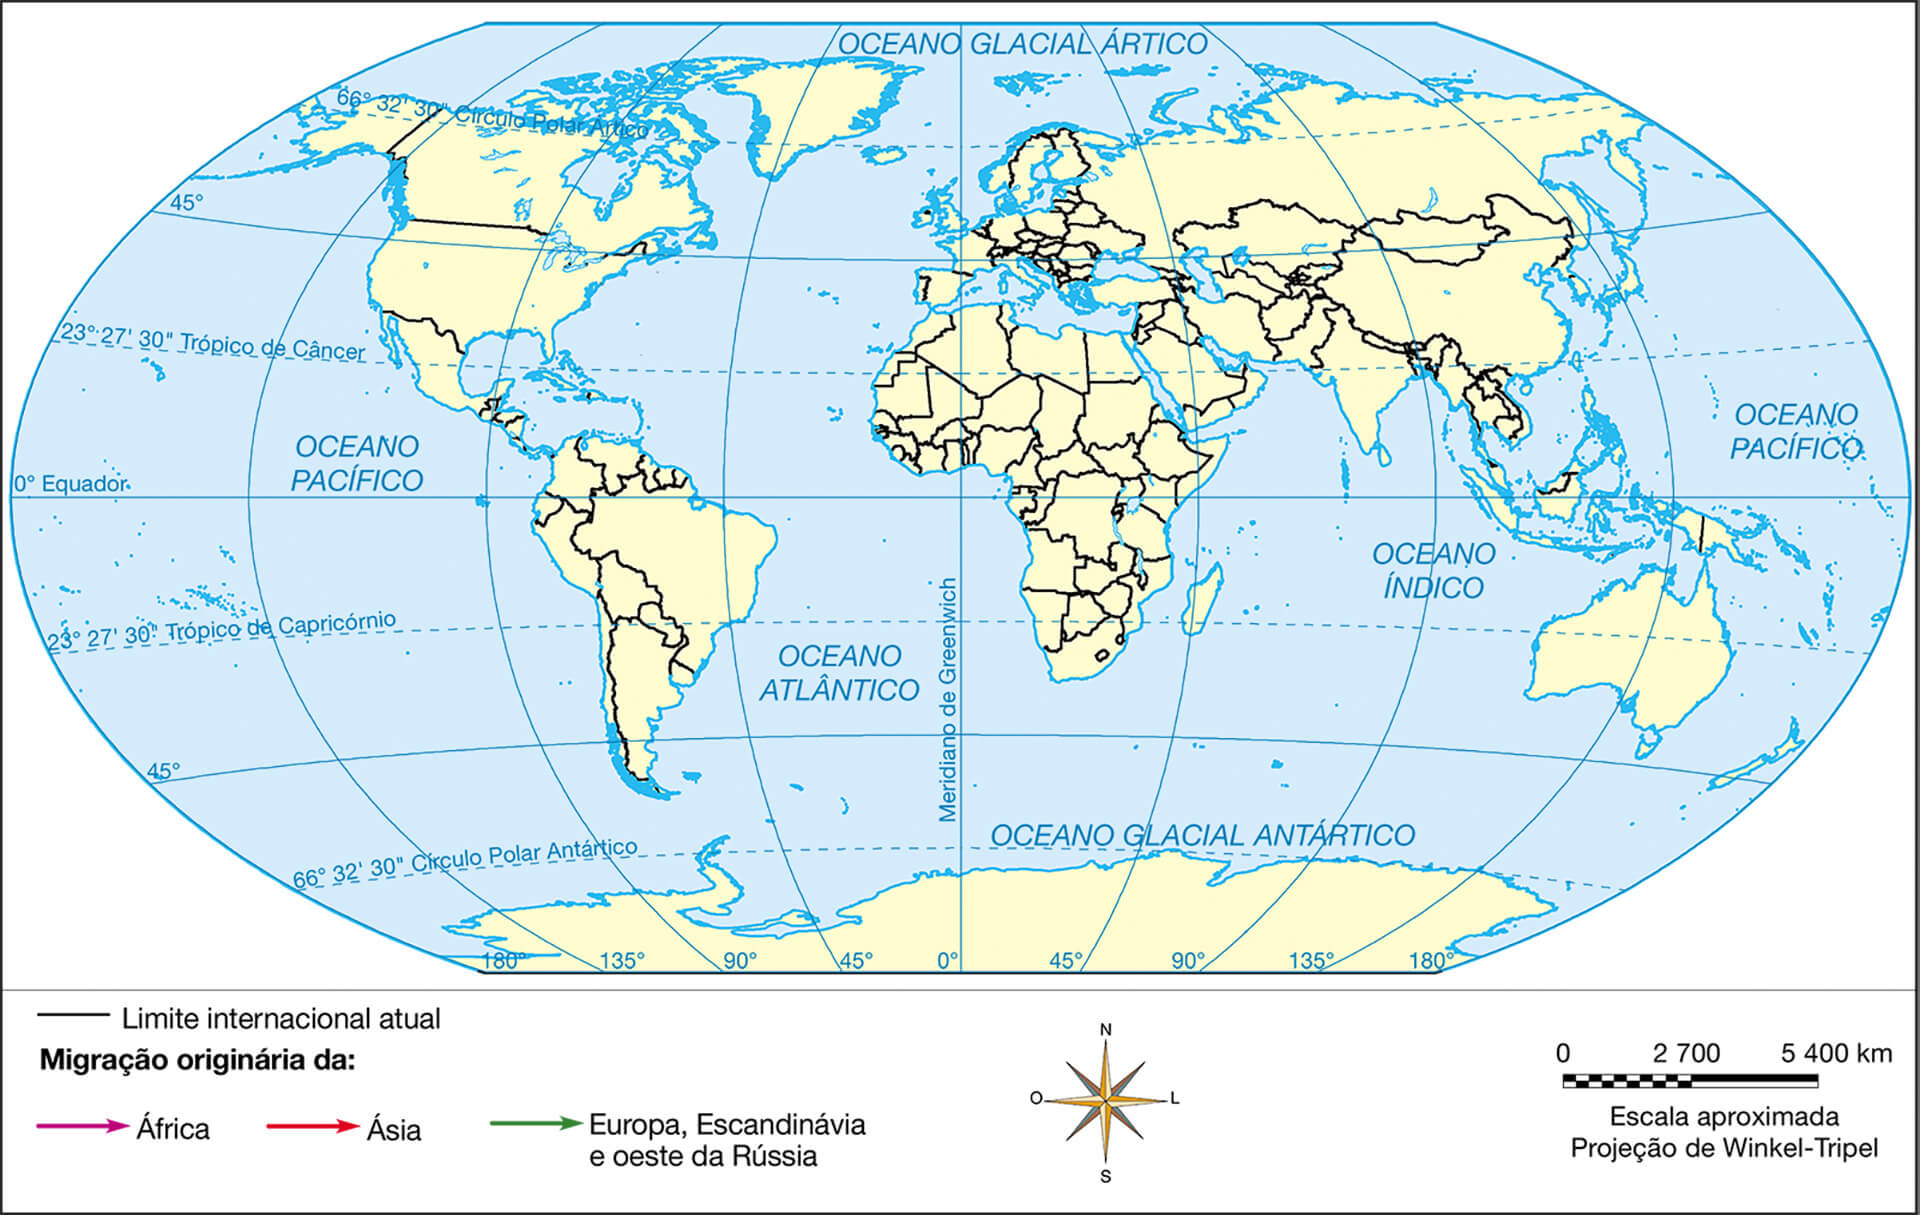 OCEANO GLACIAL ÁRTICO
66° 32' 30" Círculo Polar Ártico
45°
23° 27' 30" Trópico de Câncer
OCEANO
PACÍFICO
OCEANO
PACÍFICO
0° Equador
OCEANO
ÍNDICO
23° 27' 30" Trópico de Capricórnio
OCEANO
ATLÂNTICO
Meridiano de Greenwich
45°
OCEANO GLACIAL ANTÁRTICO
66° 32' 30" Círculo Polar Antártico
180° 135° 90° 45° 0° 45° 90° 135° 180°
Limite internacional atual
Migração originária da:
África
Ásia
Europa, Escandinávia
e oeste da Rússia
N
O L
S
0 2 700 5 400 km
Escala aproximada
Projeção de Winkel-Tripel